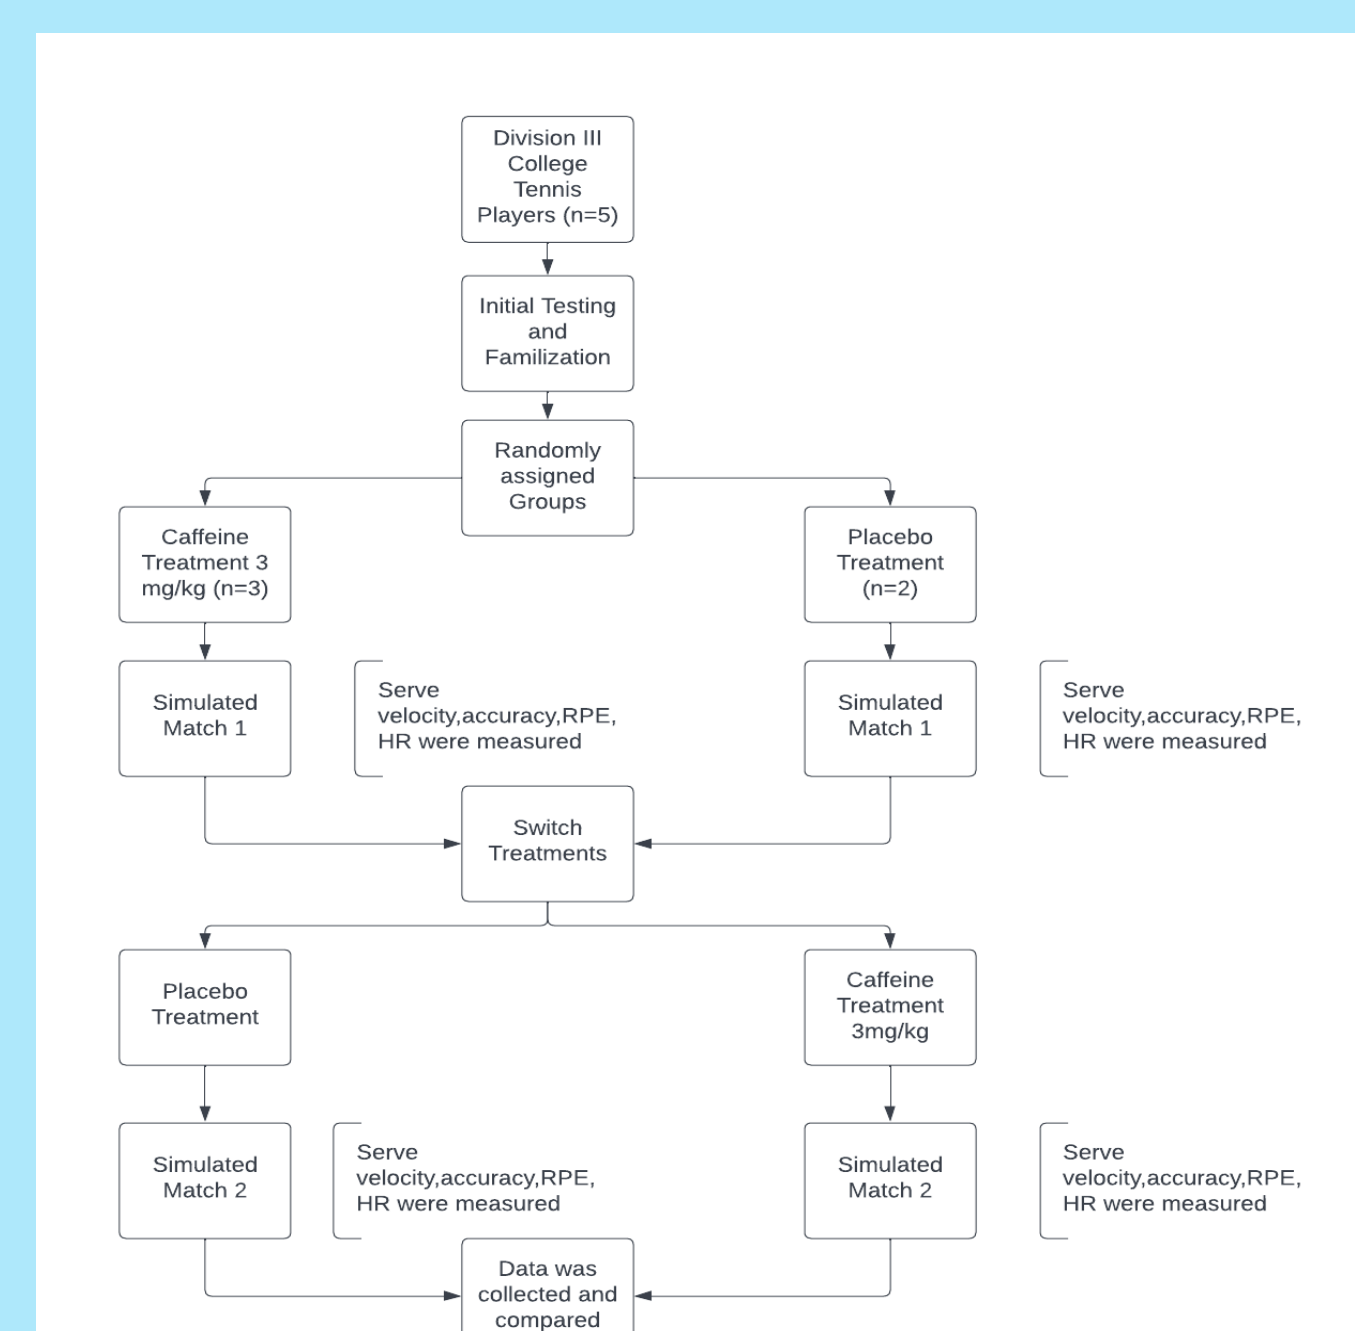 Division III
College
Tennis
Players (n=5)
Initial Testing
and
Familization
Randomly
assigned
Groups
Caffeine
Treatment 3
mg/kg (n=3)
Placebo
Treatment
(n=2)
Simulated
Match 1
Serve
velocity,accuracy,RPE,
HR were measured
Simulated
Match 1
Serve
velocity,accuracy,RPE,
HR were measured
Switch
Treatments
Placebo
Treatment
Caffeine
Treatment
3mg/kg
Simulated
Match 2
Serve
velocity,accuracy,RPE,
HR were measured
Simulated
Match 2
Serve
velocity,accuracy,RPE,
HR were measured
Data was
collected and
compared